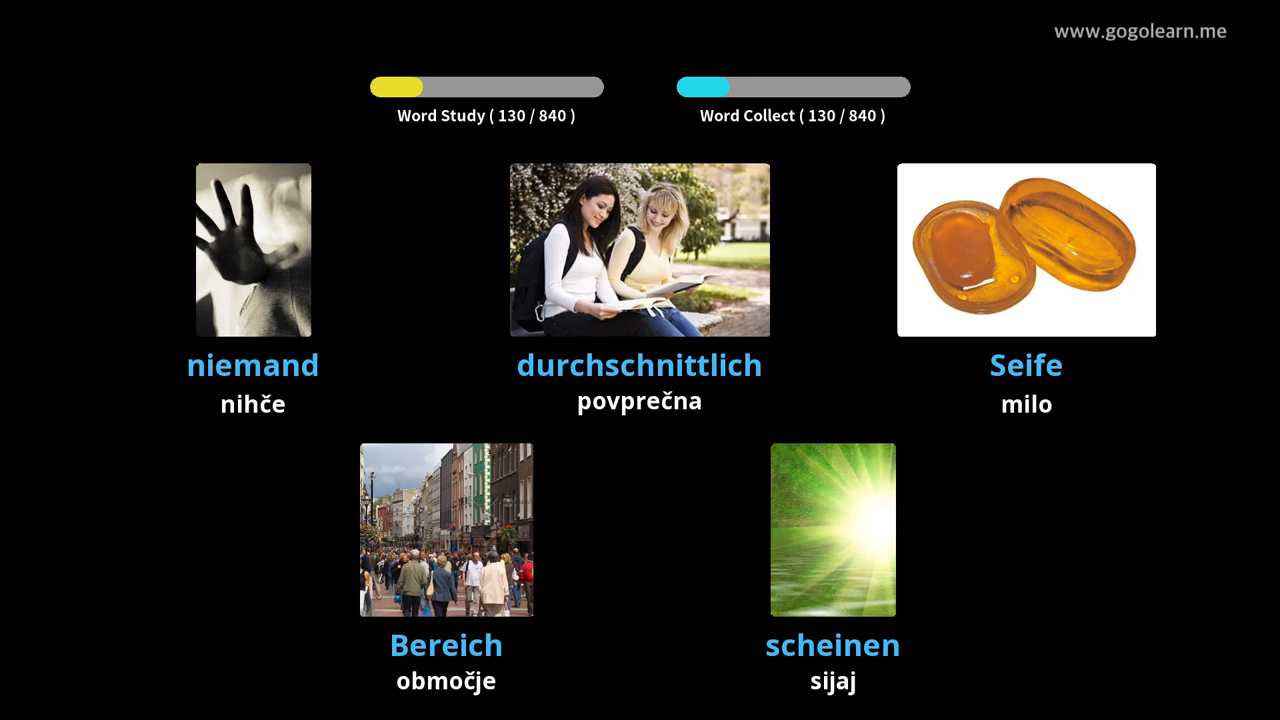 www.gogolearn.me
Word Study ( 130 / 840 )
Word Collect ( 130 / 840 )
niemand
nihče
durchschnittlich
povprečna
Seife
milo
Bereich
območje
scheinen
sijaj